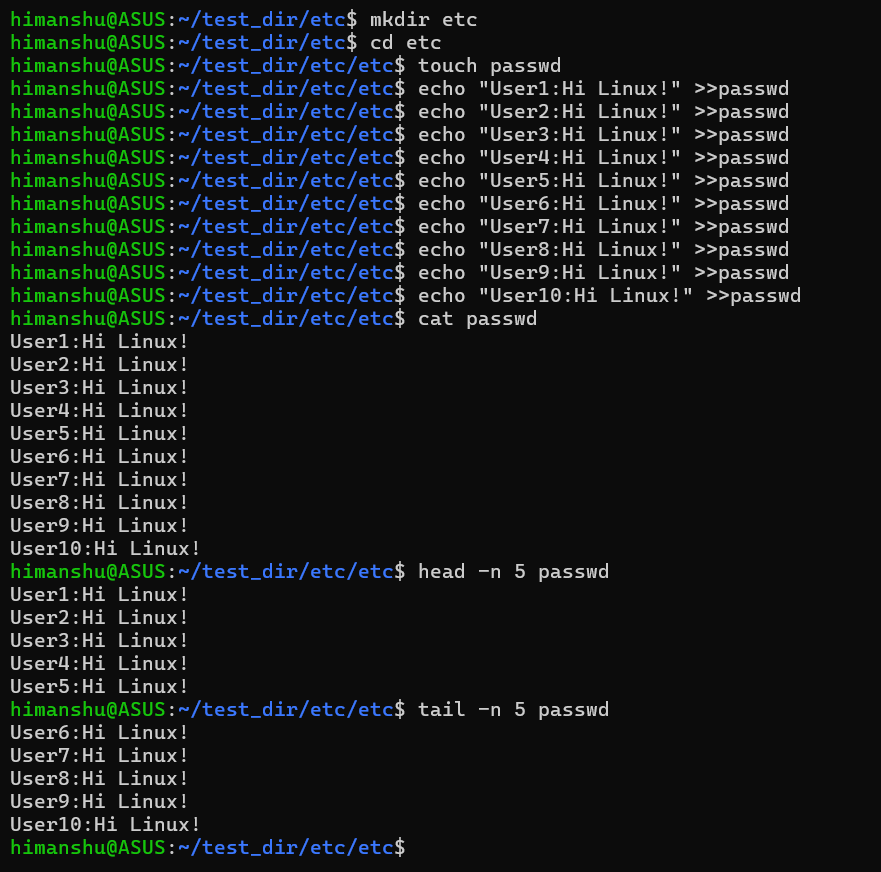 himanshu@ASUS:~/test_dir/etc$ mkdir etc
himanshu@ASUS:~/test_dir/etc$ cd etc
himanshu@ASUS:~/test_dir/etc/etc$ touch passwd
himanshu@ASUS:~/test_dir/etc/etc$ echo "User1:Hi Linux!" >>passwd
himanshu@ASUS:~/test_dir/etc/etc$ echo "User2:Hi Linux!" >>passwd
himanshu@ASUS:~/test_dir/etc/etc$ echo "User3:Hi Linux!" >>passwd
himanshu@ASUS:~/test_dir/etc/etc$ echo "User4:Hi Linux!" >>passwd
himanshu@ASUS:~/test_dir/etc/etc$ echo "User5:Hi Linux!" >>passwd
himanshu@ASUS:~/test_dir/etc/etc$ echo "User6:Hi Linux!" >>passwd
himanshu@ASUS:~/test_dir/etc/etc$ echo "User7:Hi Linux!" >>passwd
himanshu@ASUS:~/test_dir/etc/etc$ echo "User8:Hi Linux!" >>passwd
himanshu@ASUS:~/test_dir/etc/etc$ echo "User9:Hi Linux!" >>passwd
himanshu@ASUS:~/test_dir/etc/etc$ echo "User10:Hi Linux!" >>passwd
himanshu@ASUS:~/test_dir/etc/etc$ cat passwd
User1:Hi Linux!
User2:Hi Linux!
User3:Hi Linux!
User4:Hi Linux!
User5:Hi Linux!
User6:Hi Linux!
User7:Hi Linux!
User8:Hi Linux!
User9:Hi Linux!
User10:Hi Linux!
himanshu@ASUS:~/test_dir/etc/etc$ head -n 5 passwd
User1:Hi Linux!
User2:Hi Linux!
User3:Hi Linux!
User4:Hi Linux!
User5:Hi Linux!
himanshu@ASUS:~/test_dir/etc/etc$ tail -n 5 passwd
User6:Hi Linux!
User7:Hi Linux!
User8:Hi Linux!
User9:Hi Linux!
User10:Hi Linux!
himanshu@ASUS:~/test_dir/etc/etc$